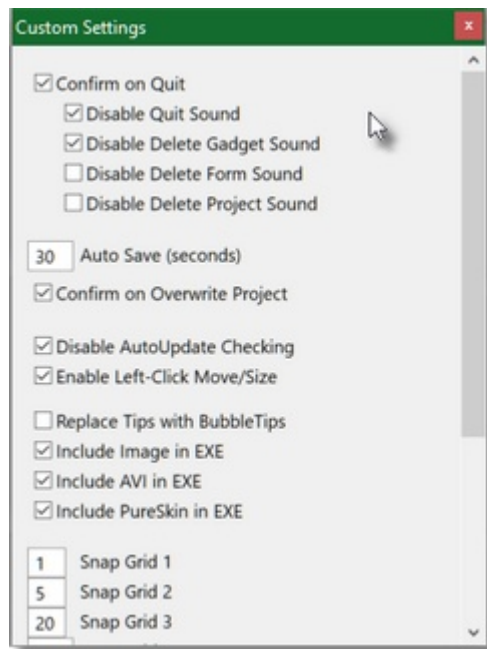 Custom Settings
x
Confirm on Quit
Disable Quit Sound
Disable Delete Gadget Sound
Disable Delete Form Sound
Disable Delete Project Sound
30 Auto Save (seconds)
Confirm on Overwrite Project
Disable AutoUpdate Checking
Enable Left-Click Move/Size
Replace Tips with BubbleTips
Include Image in EXE
Include AVI in EXE
Include PureSkin in EXE
1 Snap Grid 1
5 Snap Grid 2
20 Snap Grid 3